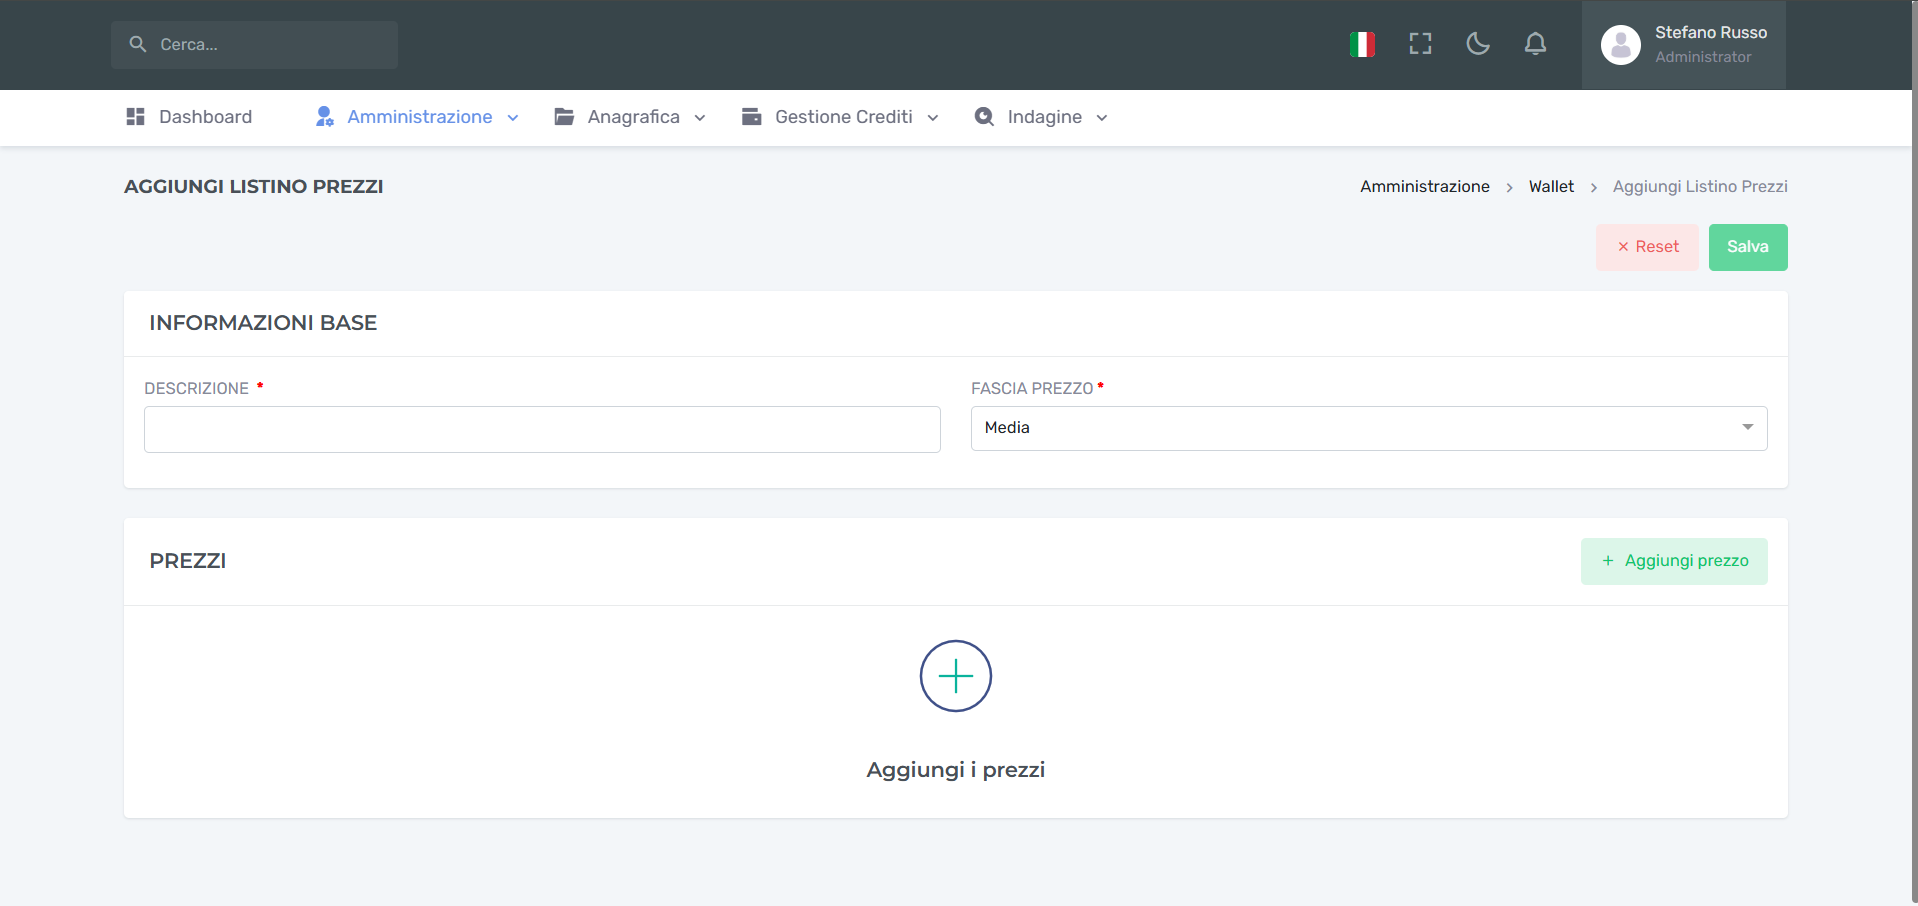 Cerca...
Stefano Russo
Administrator
Dashboard
Amministrazione
Anagrafica
Gestione Crediti
Indagine
AGGIUNGI LISTINO PREZZI
Amministrazione > Wallet > Aggiungi Listino Prezzi
× Reset
Salva
INFORMAZIONI BASE
DESCRIZIONE *
FASCIA PREZZO *
Media
PREZZI
+ Aggiungi prezzo
Aggiungi i prezzi